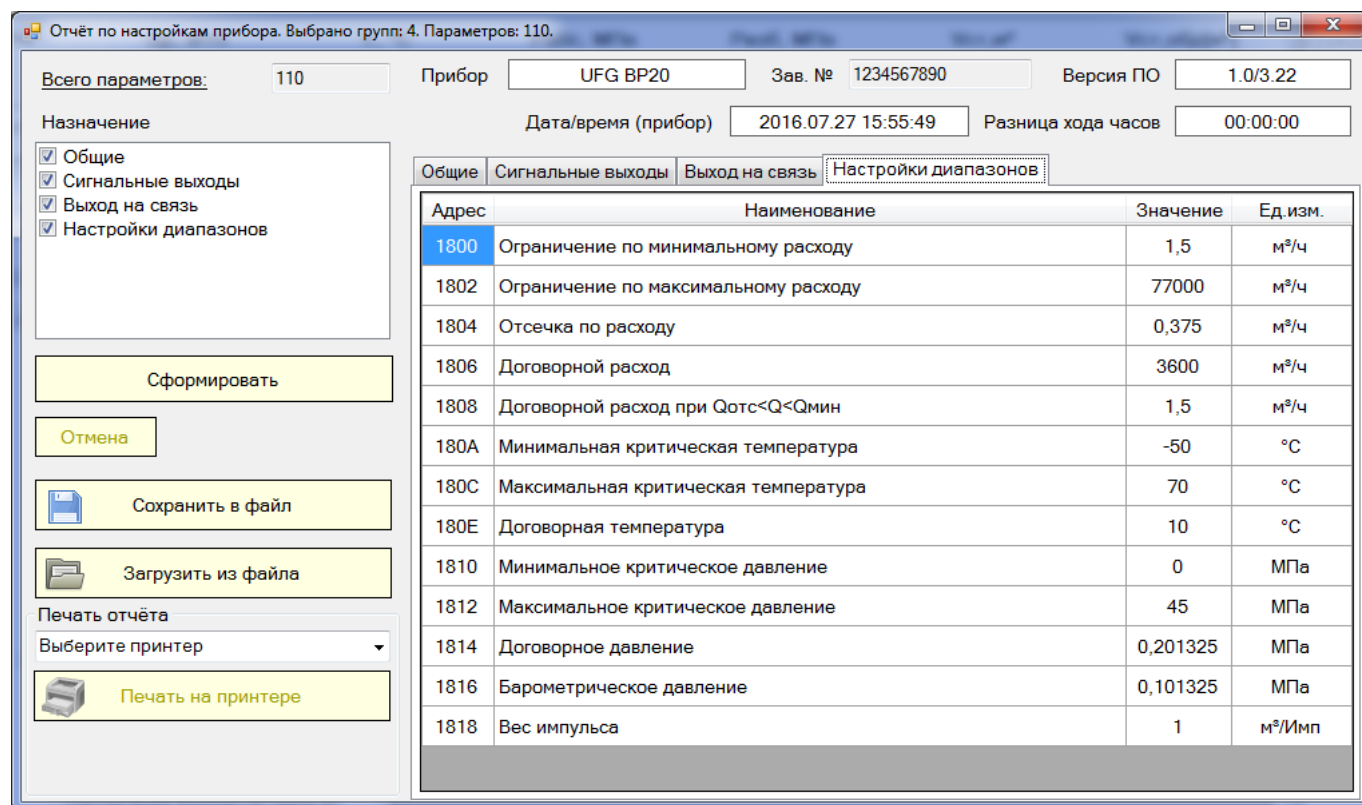 Отчёт по настройкам прибора. Выбрано групп: 4. Параметров: 110.
Всего параметров: 110
Прибор UFG BP20 Зав. № 1234567890 Версия ПО 1.0/3.22
Назначение
Дата/время (прибор) 2016.07.27 15:55:49 Разница хода часов 00:00:00
Общие
Сигнальные выходы
Выход на связь
Настройки диапазонов
Сформировать
Отмена
Сохранить в файл
Загрузить из файла
Печать отчёта
Выберите принтер
Печать на принтере
Общие Сигнальные выходы Выход на связь Настройки диапазонов
Адрес Наименование Значение Ед.изм.
1800 Ограничение по минимальному расходу 1,5 м³/ч
1802 Ограничение по максимальному расходу 77000 м³/ч
1804 Отсечка по расходу 0,375 м³/ч
1806 Договорной расход 3600 м³/ч
1808 Договорной расход при Qотс<Q<Qмин 1,5 м³/ч
180A Минимальная критическая температура -50 °C
180C Максимальная критическая температура 70 °C
180E Договорная температура 10 °C
1810 Минимальное критическое давление 0 МПа
1812 Максимальное критическое давление 45 МПа
1814 Договорное давление 0,201325 МПа
1816 Барометрическое давление 0,101325 МПа
1818 Вес импульса 1 м³/Имп